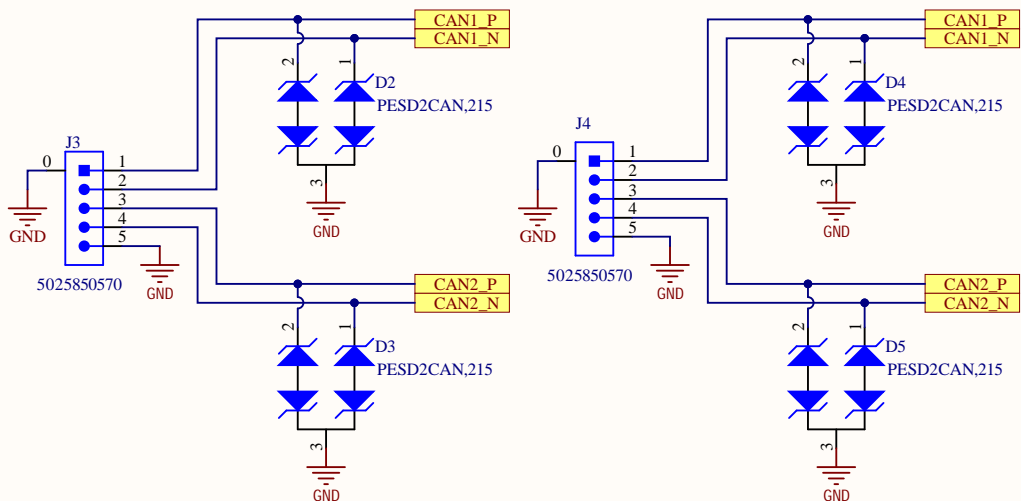 CAN1_P
CAN1_N
2
1
D2
PESD2CAN,215
J3
0
1
2
3
4
5
3
GND
GND
GND
5025850570
CAN2_P
CAN2_N
2
1
D3
PESD2CAN,215
3
GND
CAN1_P
CAN1_N
2
1
D4
PESD2CAN,215
J4
0
1
2
3
4
5
3
GND
GND
GND
5025850570
CAN2_P
CAN2_N
2
1
D5
PESD2CAN,215
3
GND